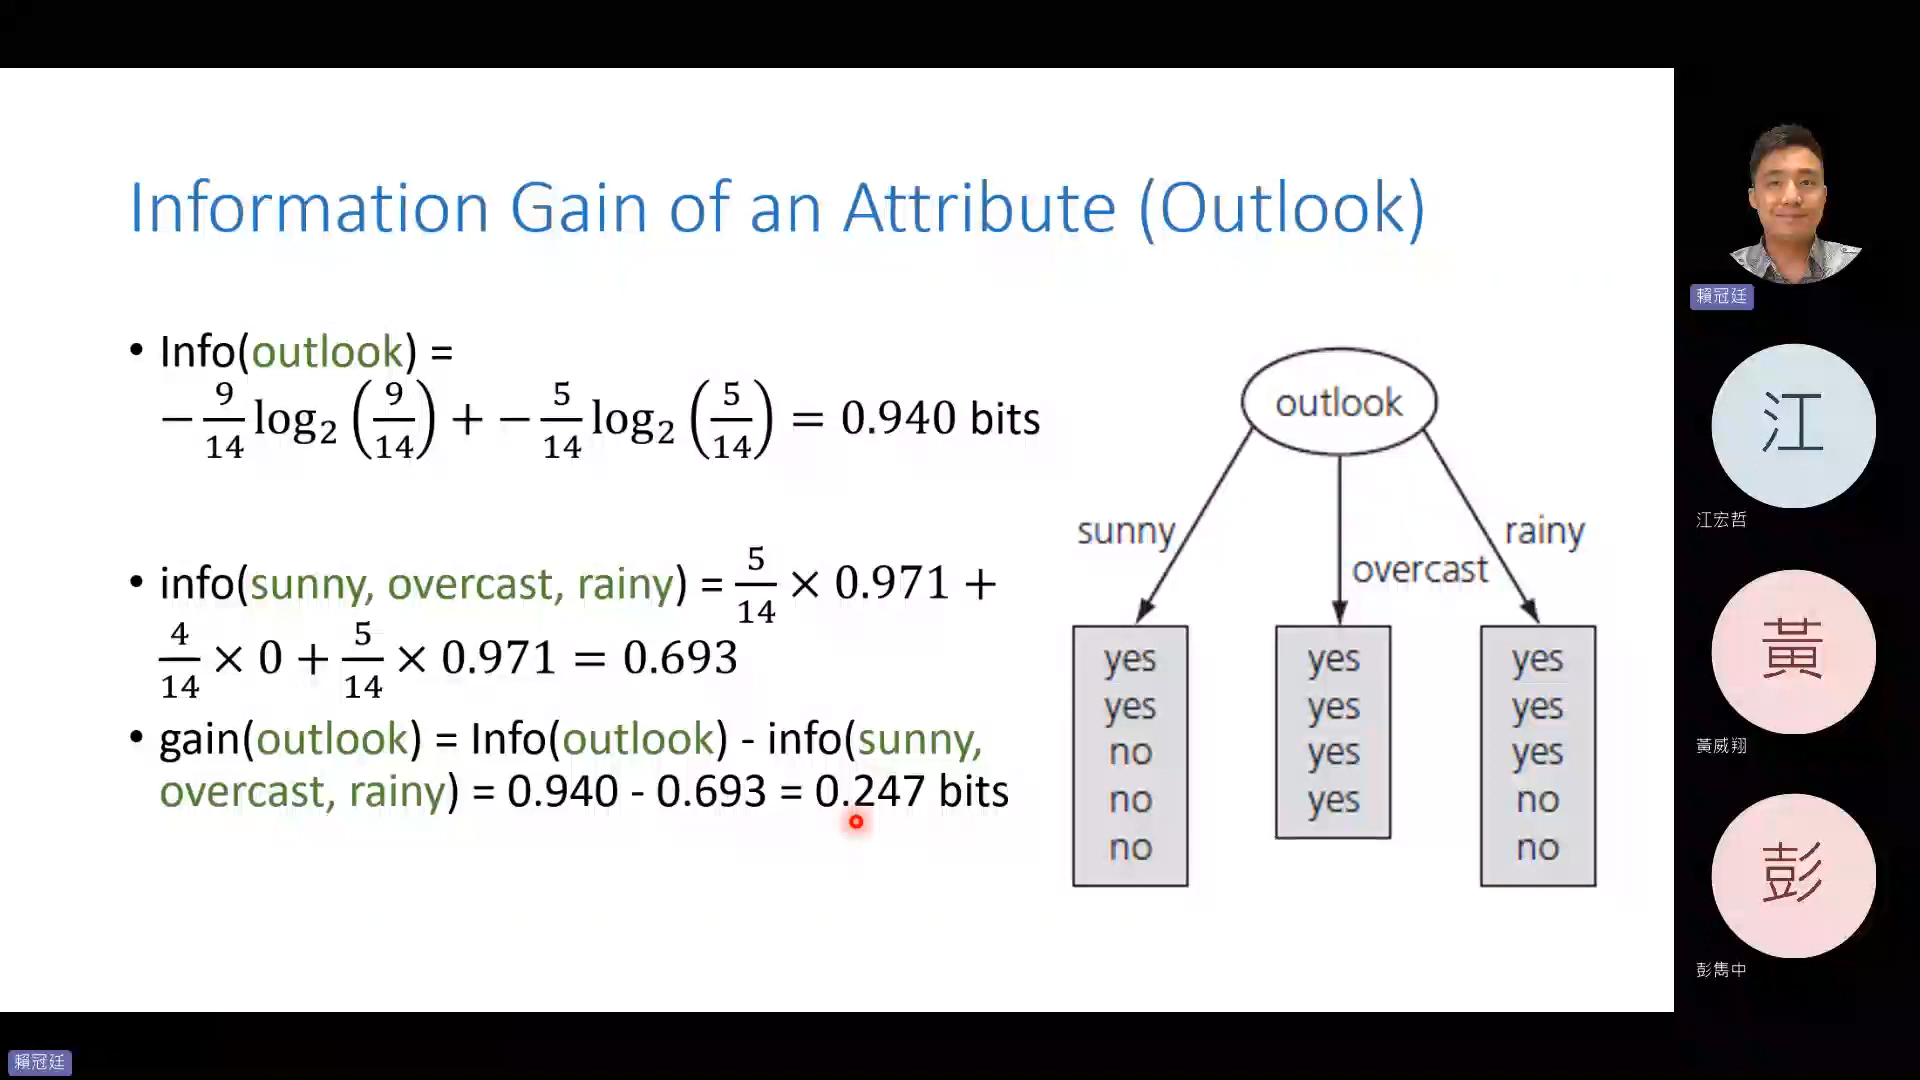 Information Gain of an Attribute (Outlook)
• Info(outlook) =
−9/14 log₂(9/14) + −5/14 log₂(5/14) = 0.940 bits
• info(sunny, overcast, rainy) = 5/14 × 0.971 +
4/14 × 0 + 5/14 × 0.971 = 0.693
• gain(outlook) = Info(outlook) - info(sunny,
overcast, rainy) = 0.940 - 0.693 = 0.247 bits
outlook
sunny
overcast
rainy
yes
yes
no
no
no
yes
yes
yes
yes
yes
yes
yes
no
no
賴冠廷
江
江宏哲
黃
黃威翔
彭
彭雋中
賴冠廷